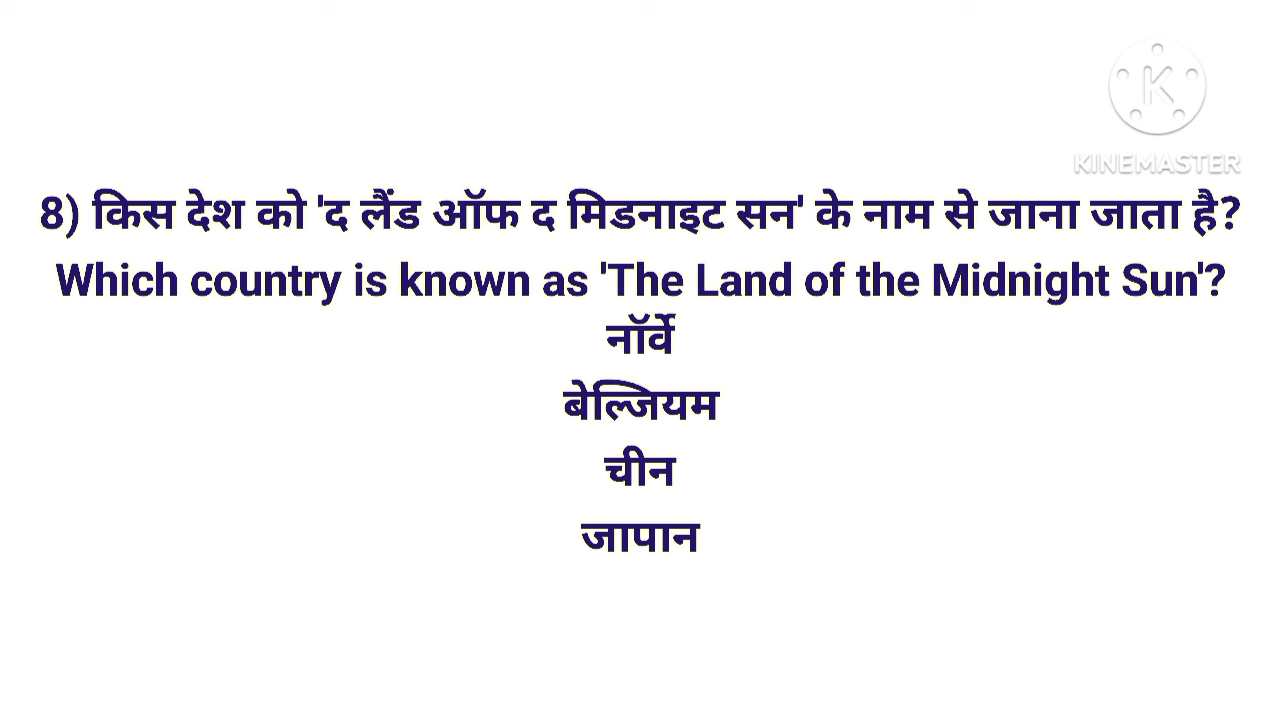 K
KINEMASTER
8) किस देश को 'द लैंड ऑफ द मिडनाइट सन' के नाम से जाना जाता है?
Which country is known as 'The Land of the Midnight Sun'?
नॉर्वे
बेल्जियम
चीन
जापान